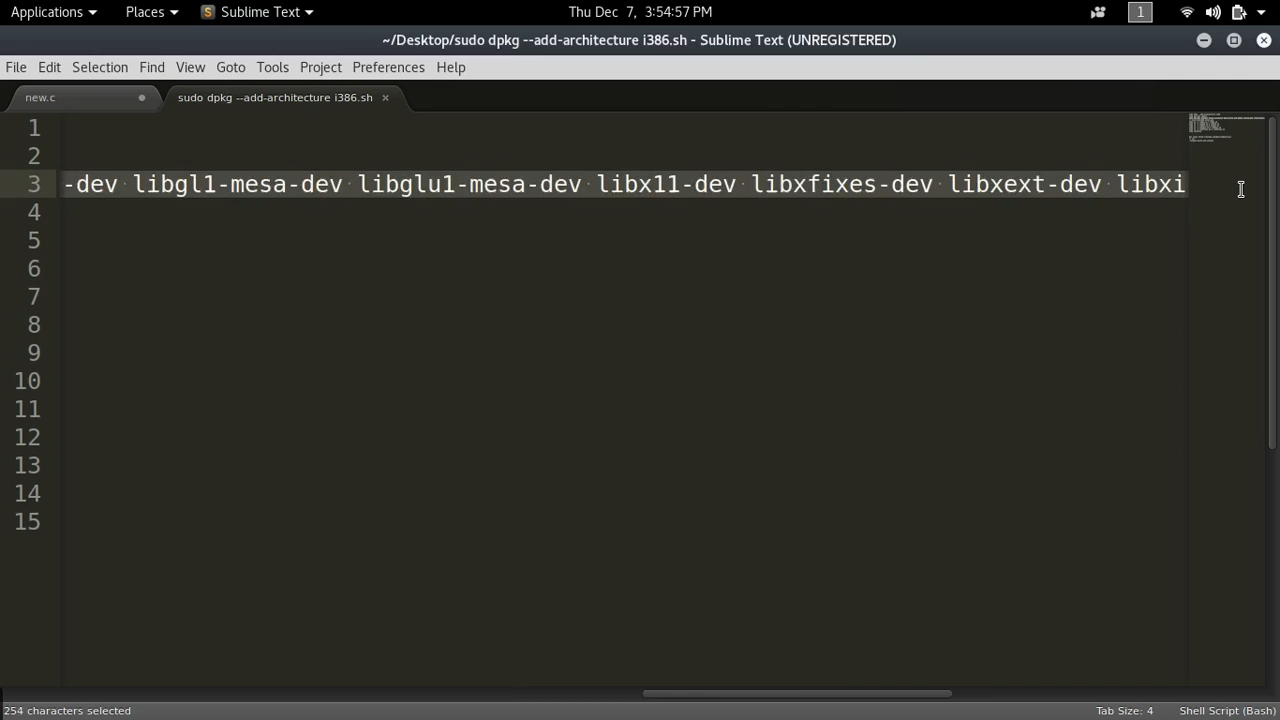 Applications Places Sublime Text Thu Dec 7, 3:54:57 PM 1
~/Desktop/sudo dpkg --add-architecture i386.sh - Sublime Text (UNREGISTERED)
File Edit Selection Find View Goto Tools Project Preferences Help
new.c sudo dpkg --add-architecture i386.sh
1
2
3 -dev libgl1-mesa-dev libglu1-mesa-dev libx11-dev libxfixes-dev libxext-dev libxi
4
5
6
7
8
9
10
11
12
13
14
15
254 characters selected Tab Size: 4 Shell Script (Bash)